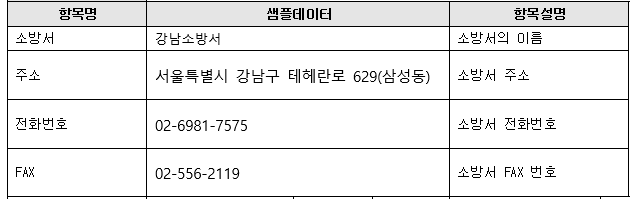 항목명 샘플데이터 항목설명
소방서 강남소방서 소방서의 이름
주소 서울특별시 강남구 테헤란로 629(삼성동) 소방서 주소
전화번호 02-6981-7575 소방서 전화번호
FAX 02-556-2119 소방서 FAX 번호